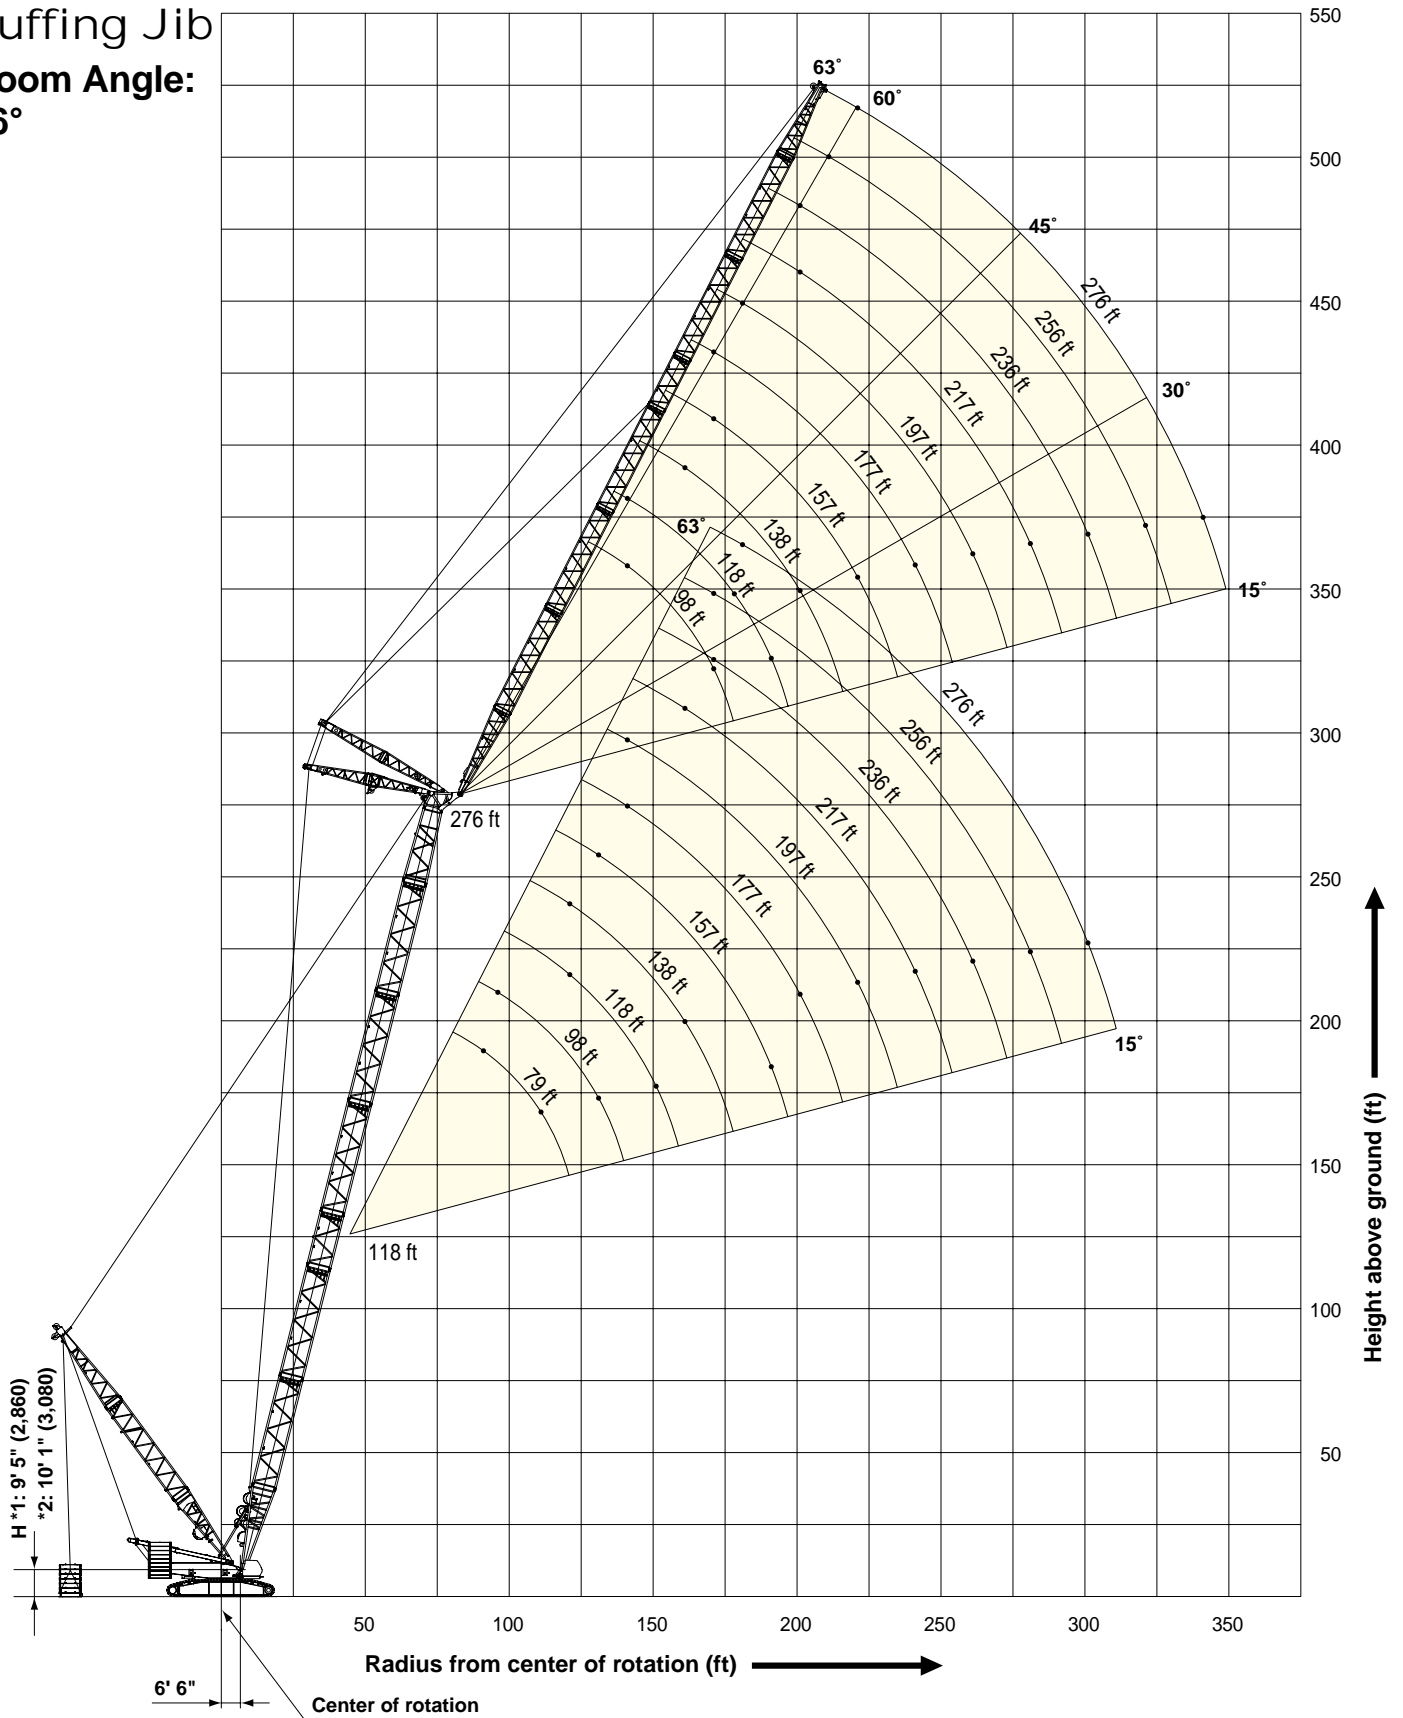 uffing Jib
oom Angle:
6°
550
500
450
400
350
300
250
200
150
100
50
63°
60°
45°
30°
15°
276 ft
256 ft
236 ft
217 ft
197 ft
177 ft
157 ft
138 ft
118 ft
98 ft
276 ft
63°
276 ft
256 ft
236 ft
217 ft
197 ft
177 ft
157 ft
138 ft
118 ft
98 ft
79 ft
15°
118 ft
Height above ground (ft)
H *1: 9' 5" (2,860)
*2: 10' 1" (3,080)
50 100 150 200 250 300 350
Radius from center of rotation (ft)
6' 6"
Center of rotation